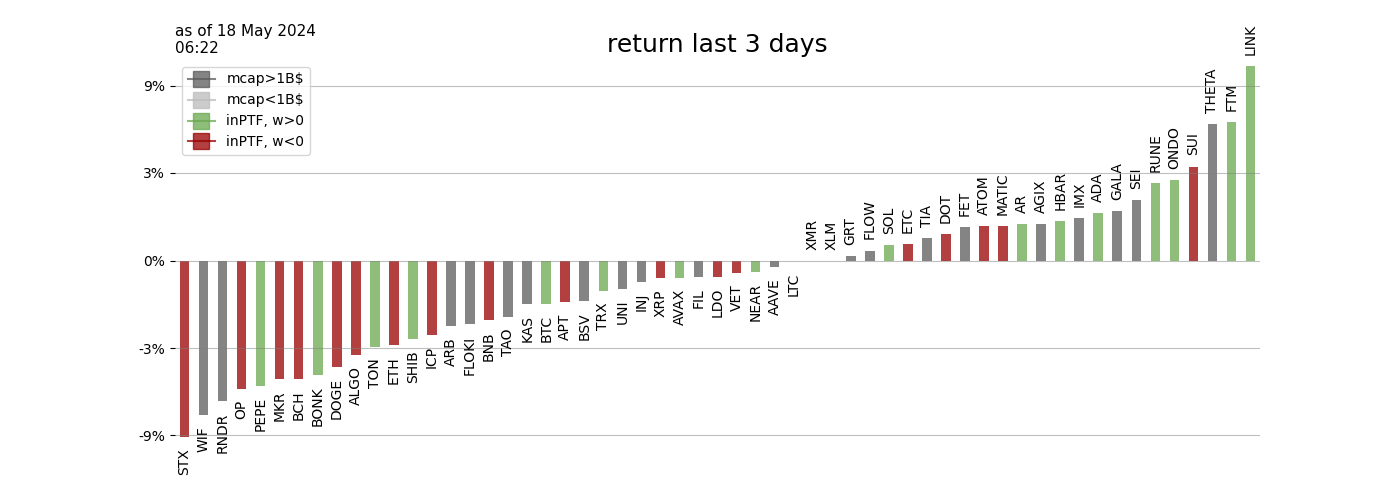 as of 18 May 2024
06:22
return last 3 days
mcap>1B$
mcap<1B$
inPTF, w>0
inPTF, w<0
9%
3%
0%
-3%
-9%
STX
WIF
RNDR
OP
PEPE
MKR
BCH
BONK
DOGE
ALGO
TON
ETH
SHIB
ICP
ARB
FLOKI
BNB
TAO
KAS
BTC
APT
BSV
TRX
UNI
INJ
XRP
AVAX
FIL
LDO
VET
NEAR
AAVE
LTC
XMR
XLM
GRT
FLOW
SOL
ETC
TIA
DOT
FET
ATOM
MATIC
AR
AGIX
HBAR
IMX
ADA
GALA
SEI
RUNE
ONDO
SUI
THETA
FTM
LINK